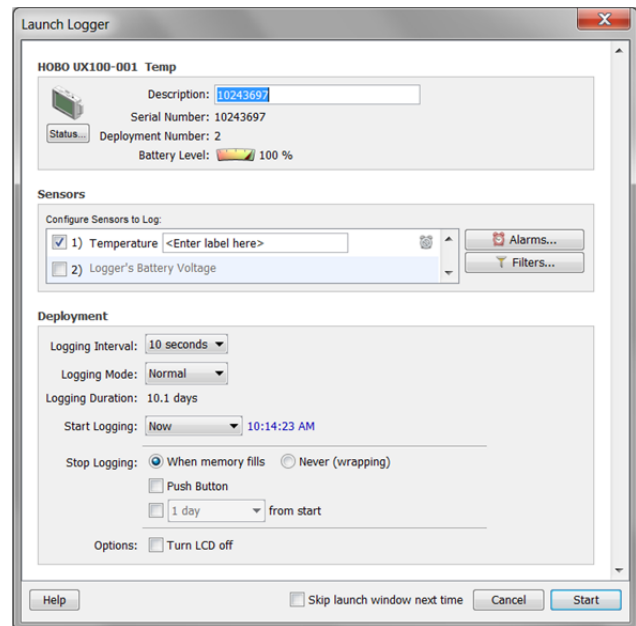 Launch Logger
HOBO UX100-001 Temp
Description: 10243697
Serial Number: 10243697
Status... Deployment Number: 2
Battery Level: 100 %
Sensors
Configure Sensors to Log:
1) Temperature <Enter label here>
Alarms...
2) Logger's Battery Voltage
Filters...
Deployment
Logging Interval: 10 seconds
Logging Mode: Normal
Logging Duration: 10.1 days
Start Logging: Now 10:14:23 AM
Stop Logging: When memory fills Never (wrapping)
Push Button
1 day from start
Options: Turn LCD off
Help Skip launch window next time Cancel Start